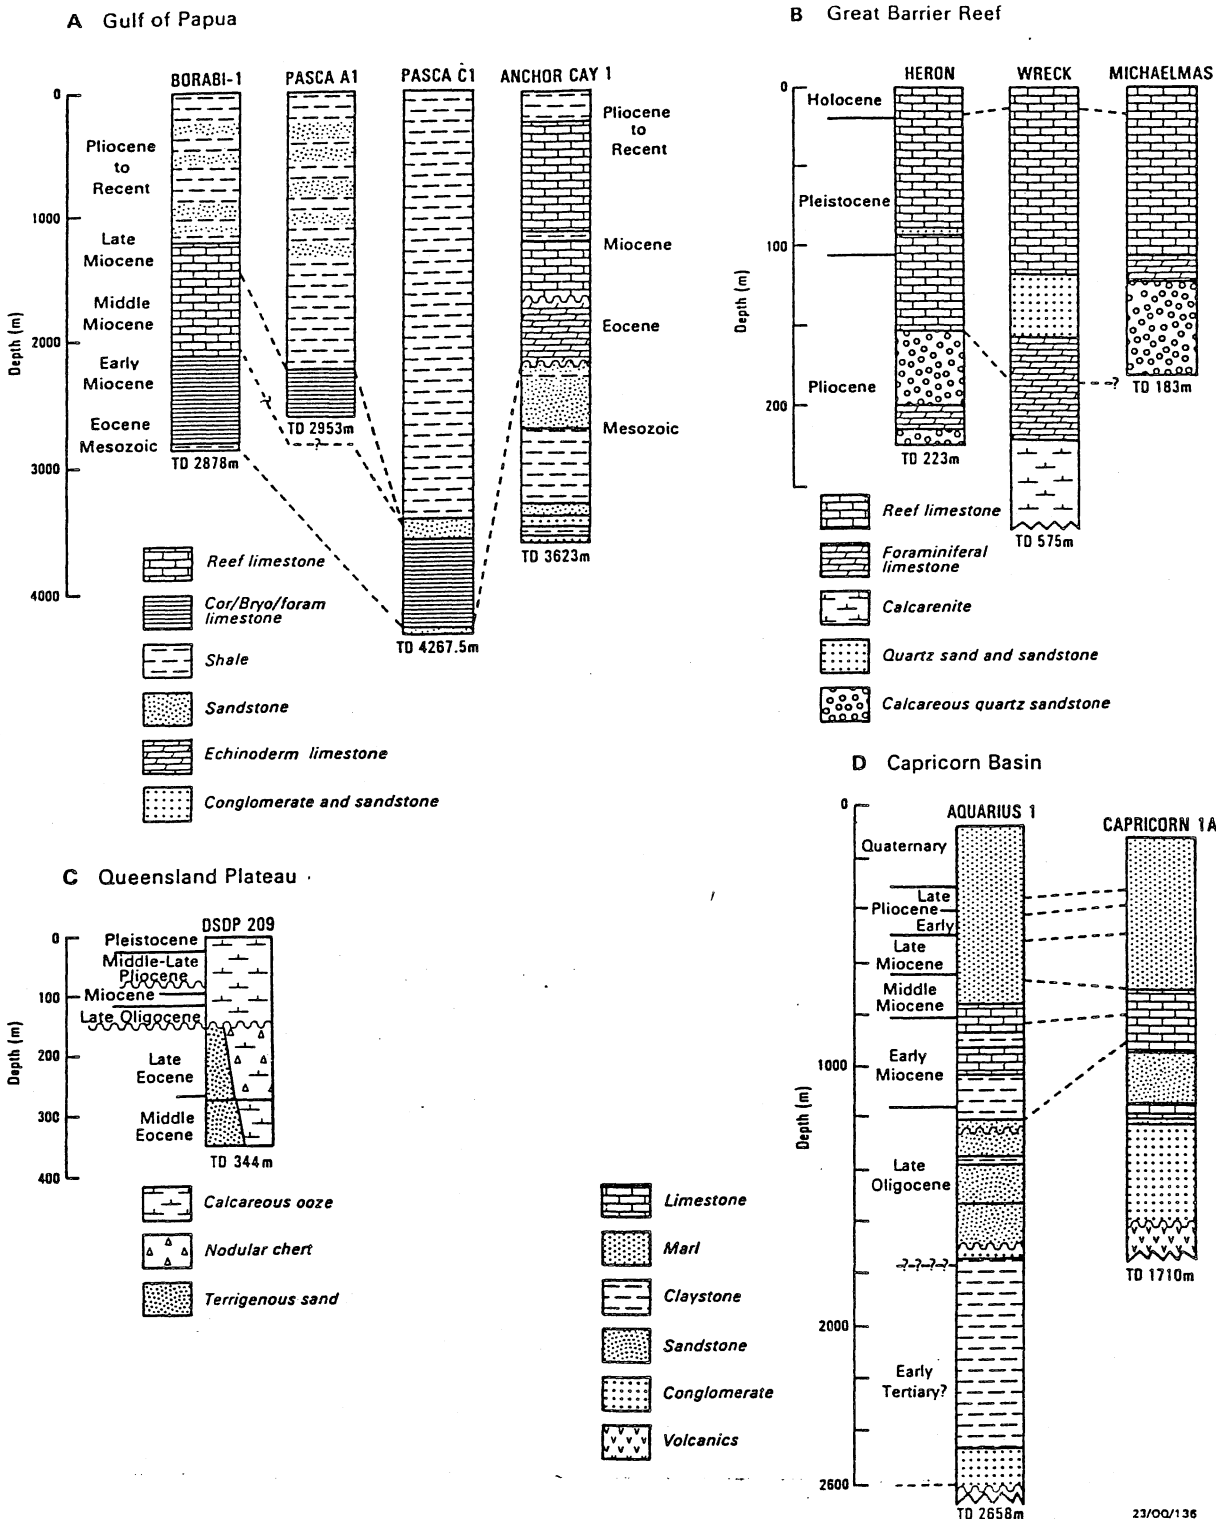 A Gulf of Papua
BORABI-1
PASCA A1
PASCA C1
ANCHOR CAY 1
0
1000
2000
3000
4000
Depth (m)
Pliocene
to
Recent
Late
Miocene
Middle
Miocene
Early
Miocene
Eocene
Mesozoic
TD 2878m
TD 2953m
?
?
TD 4267.5m
TD 3623m
Pliocene
to
Recent
Miocene
Eocene
Mesozoic
Reef limestone
Cor/Bryo/foram
limestone
Shale
Sandstone
Echinoderm limestone
Conglomerate and sandstone
B Great Barrier Reef
HERON
WRECK
MICHAELMAS
0
100
200
Depth (m)
Holocene
Pleistocene
Pliocene
TD 223m
TD 575m
TD 183m
?
Reef limestone
Foraminiferal
limestone
Calcarenite
Quartz sand and sandstone
Calcareous quartz sandstone
C Queensland Plateau
DSDP 209
0
100
200
300
400
Depth (m)
Pleistocene
Middle-Late
Pliocene
Miocene
Late Oligocene
Late
Eocene
Middle
Eocene
TD 344m
Calcareous ooze
Nodular chert
Terrigenous sand
D Capricorn Basin
AQUARIUS 1
CAPRICORN 1A
0
1000
2000
2600
Depth (m)
Quaternary
Late
Pliocene
Early
Late
Miocene
Middle
Miocene
Early
Miocene
Late
Oligocene
-?-?-?-?
Early
Tertiary?
TD 2658m
TD 1710m
Limestone
Marl
Claystone
Sandstone
Conglomerate
Volcanics
23/OQ/136